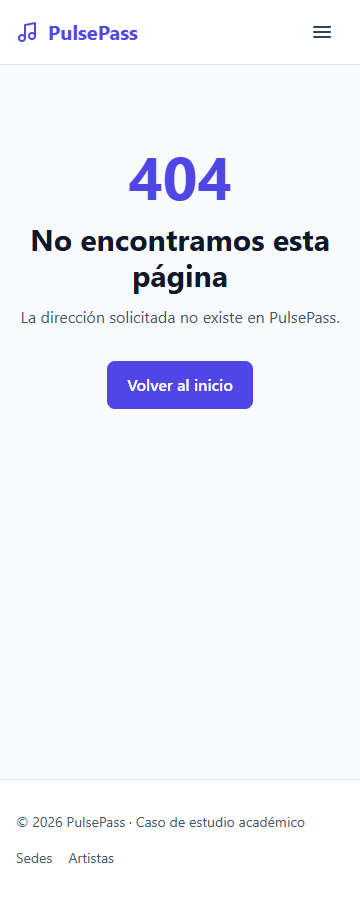 PulsePass
404
No encontramos esta
página
La dirección solicitada no existe en PulsePass.
Volver al inicio
© 2026 PulsePass · Caso de estudio académico
Sedes Artistas